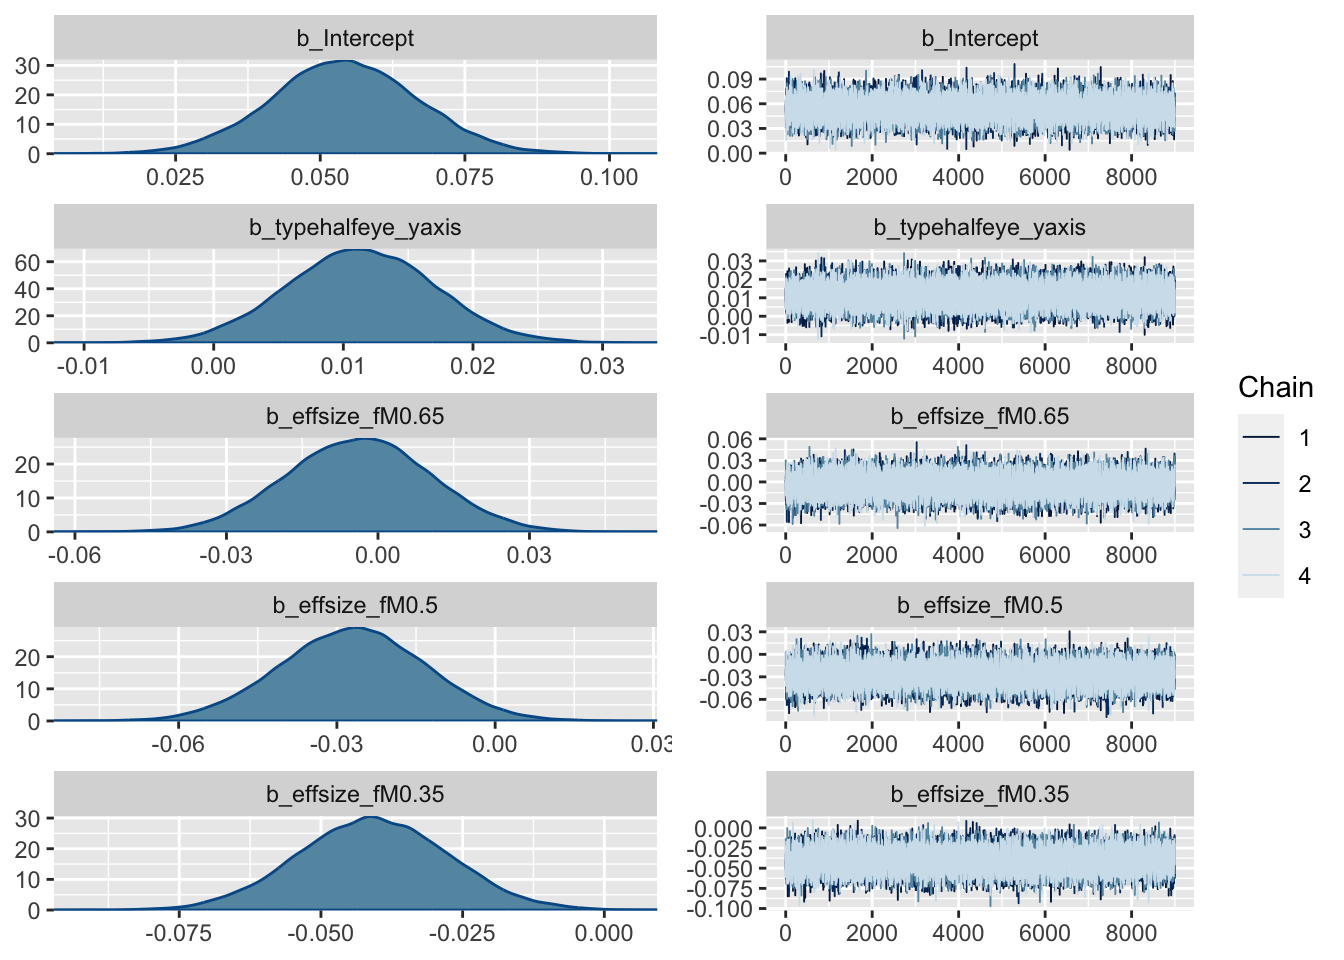 b_Intercept
30
20
10
0
0.025 0.050 0.075 0.100
b_Intercept
0.09
0.06
0.03
0.00
0 2000 4000 6000 8000
b_typehalfeye_yaxis
60
40
20
0
-0.01 0.00 0.01 0.02 0.03
b_typehalfeye_yaxis
0.03
0.02
0.01
0.00
-0.01
0 2000 4000 6000 8000
b_effsize_fM0.65
20
10
0
-0.06 -0.03 0.00 0.03
b_effsize_fM0.65
0.06
0.03
0.00
-0.03
-0.06
0 2000 4000 6000 8000
b_effsize_fM0.5
20
10
0
-0.06 -0.03 0.00 0.03
b_effsize_fM0.5
0.03
0.00
-0.03
-0.06
0 2000 4000 6000 8000
b_effsize_fM0.35
30
20
10
0
-0.075 -0.050 -0.025 0.000
b_effsize_fM0.35
0.000
-0.025
-0.050
-0.075
-0.100
0 2000 4000 6000 8000
Chain
1
2
3
4